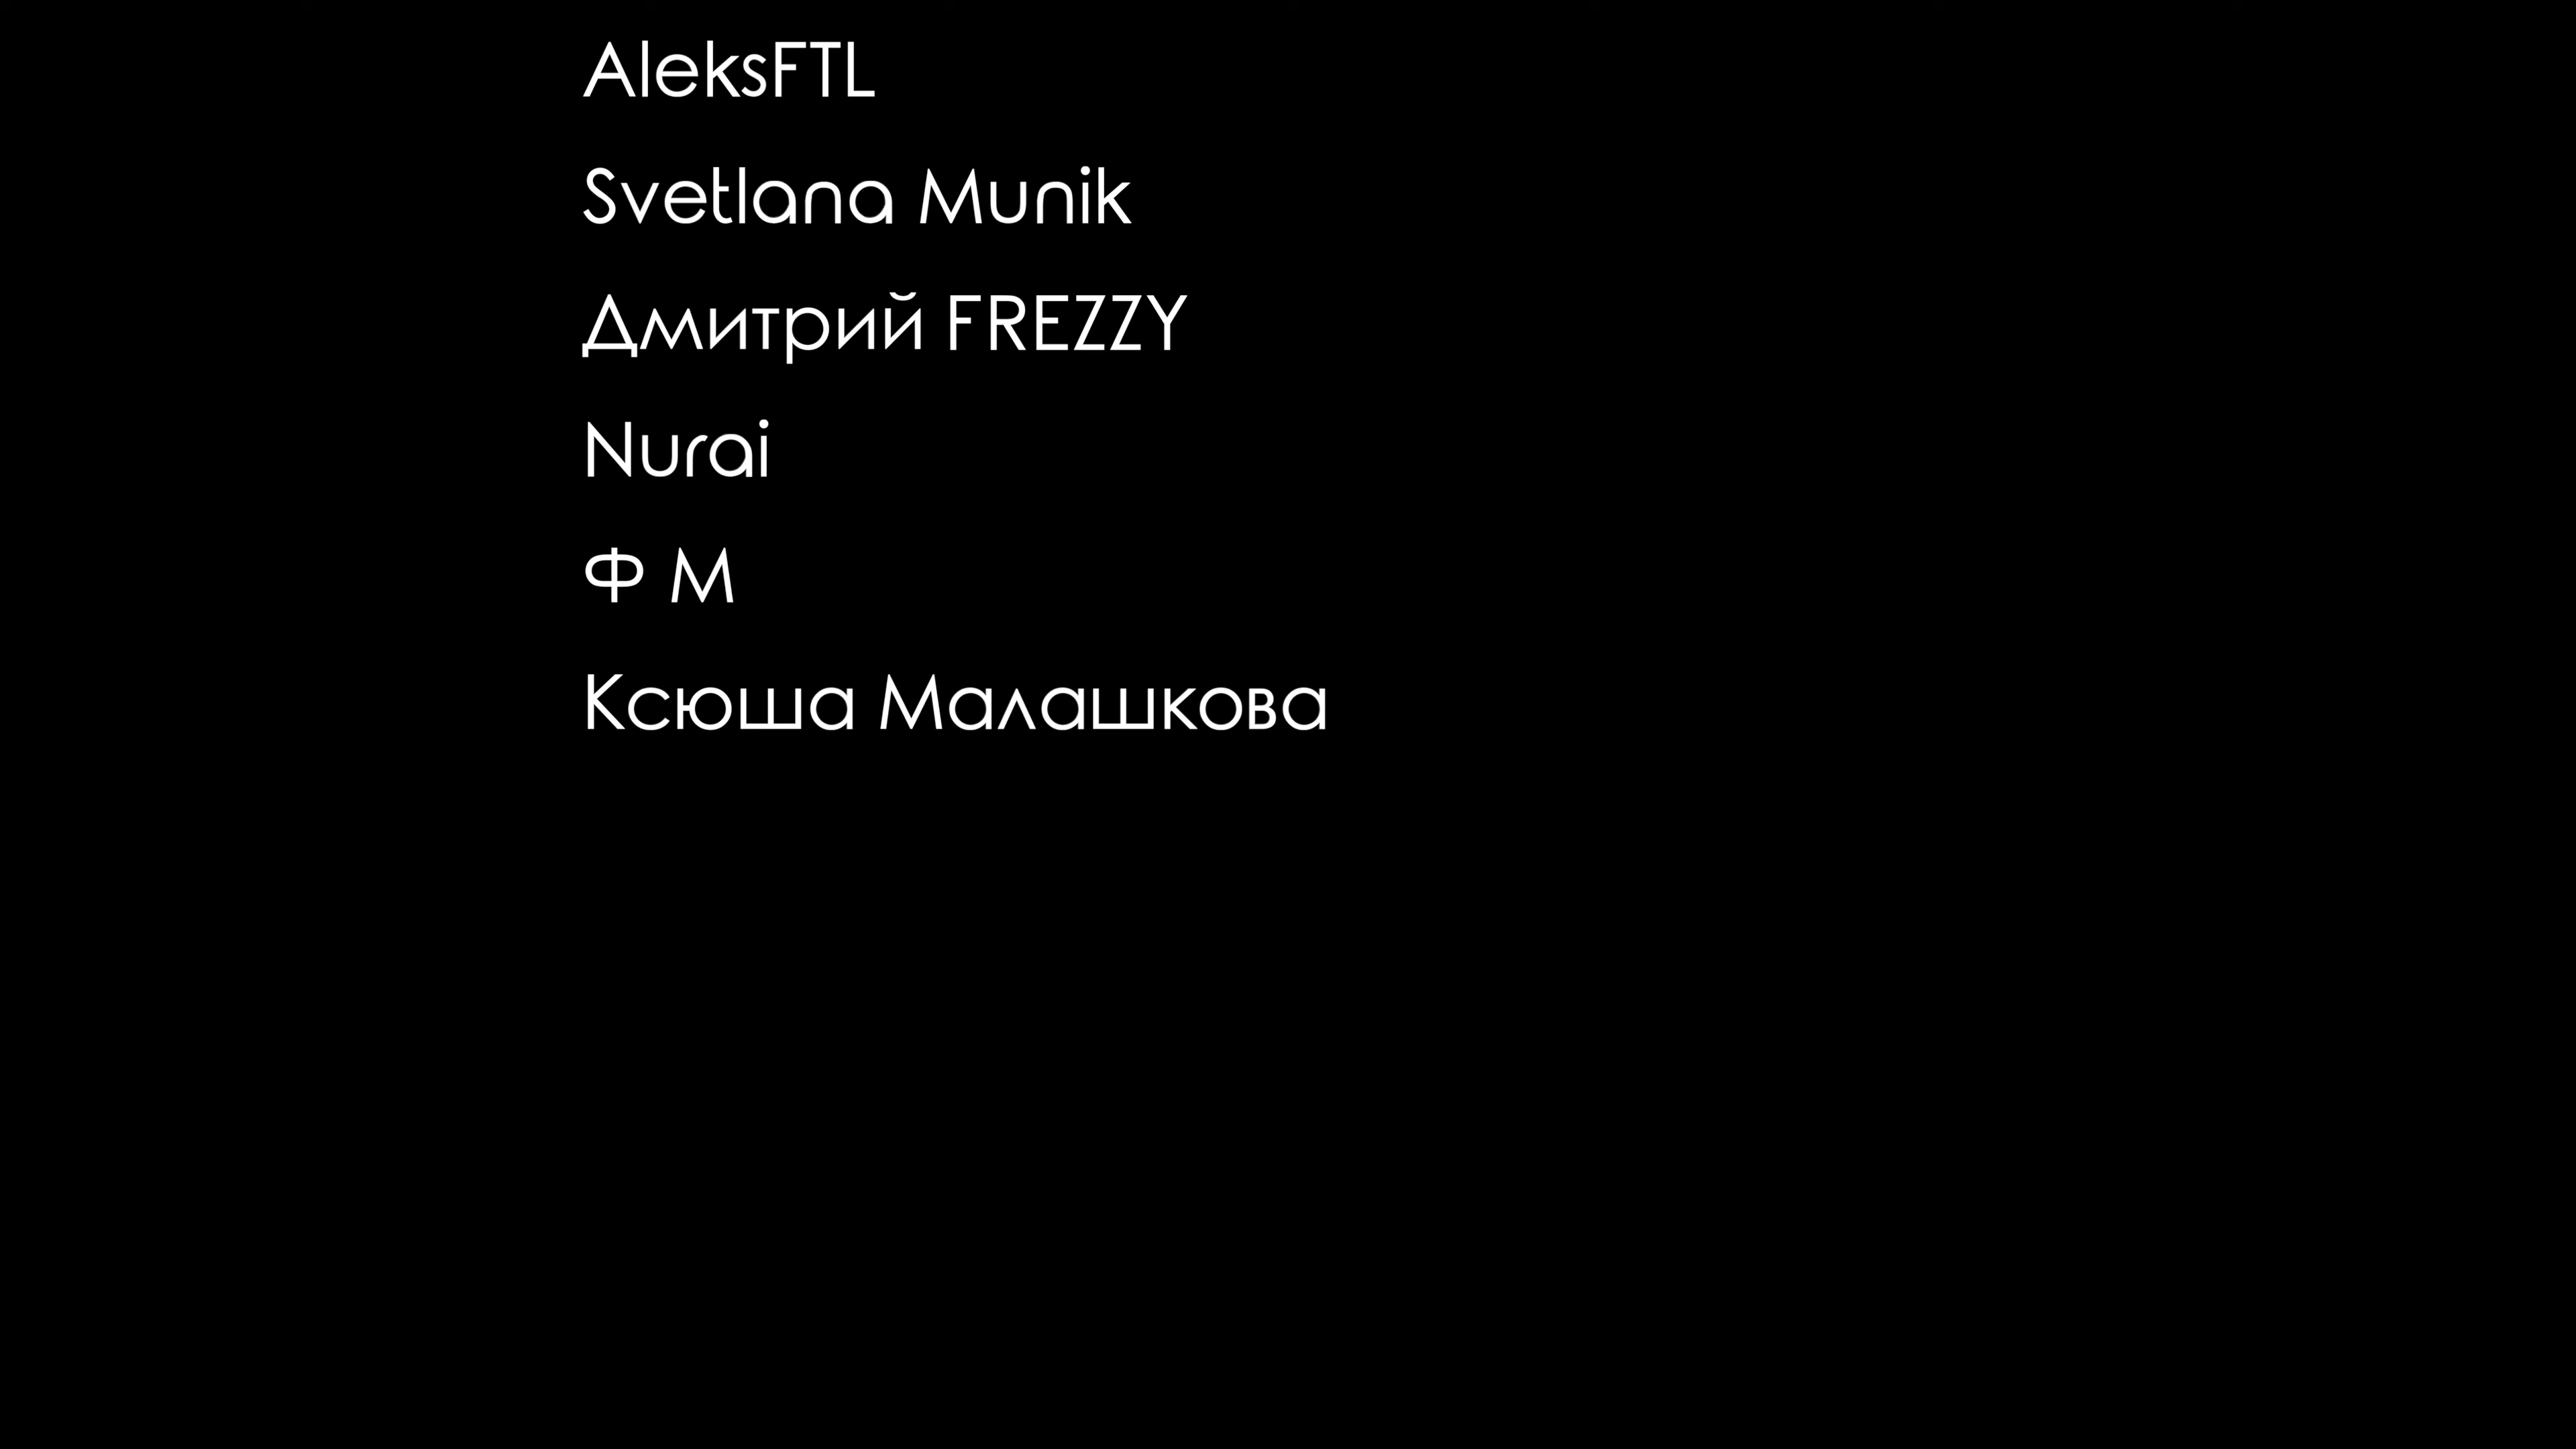 AleksFTL
Svetlana Munik
Дмитрий FREZZY
Nurai
Ф М
Ксюша Малашкова